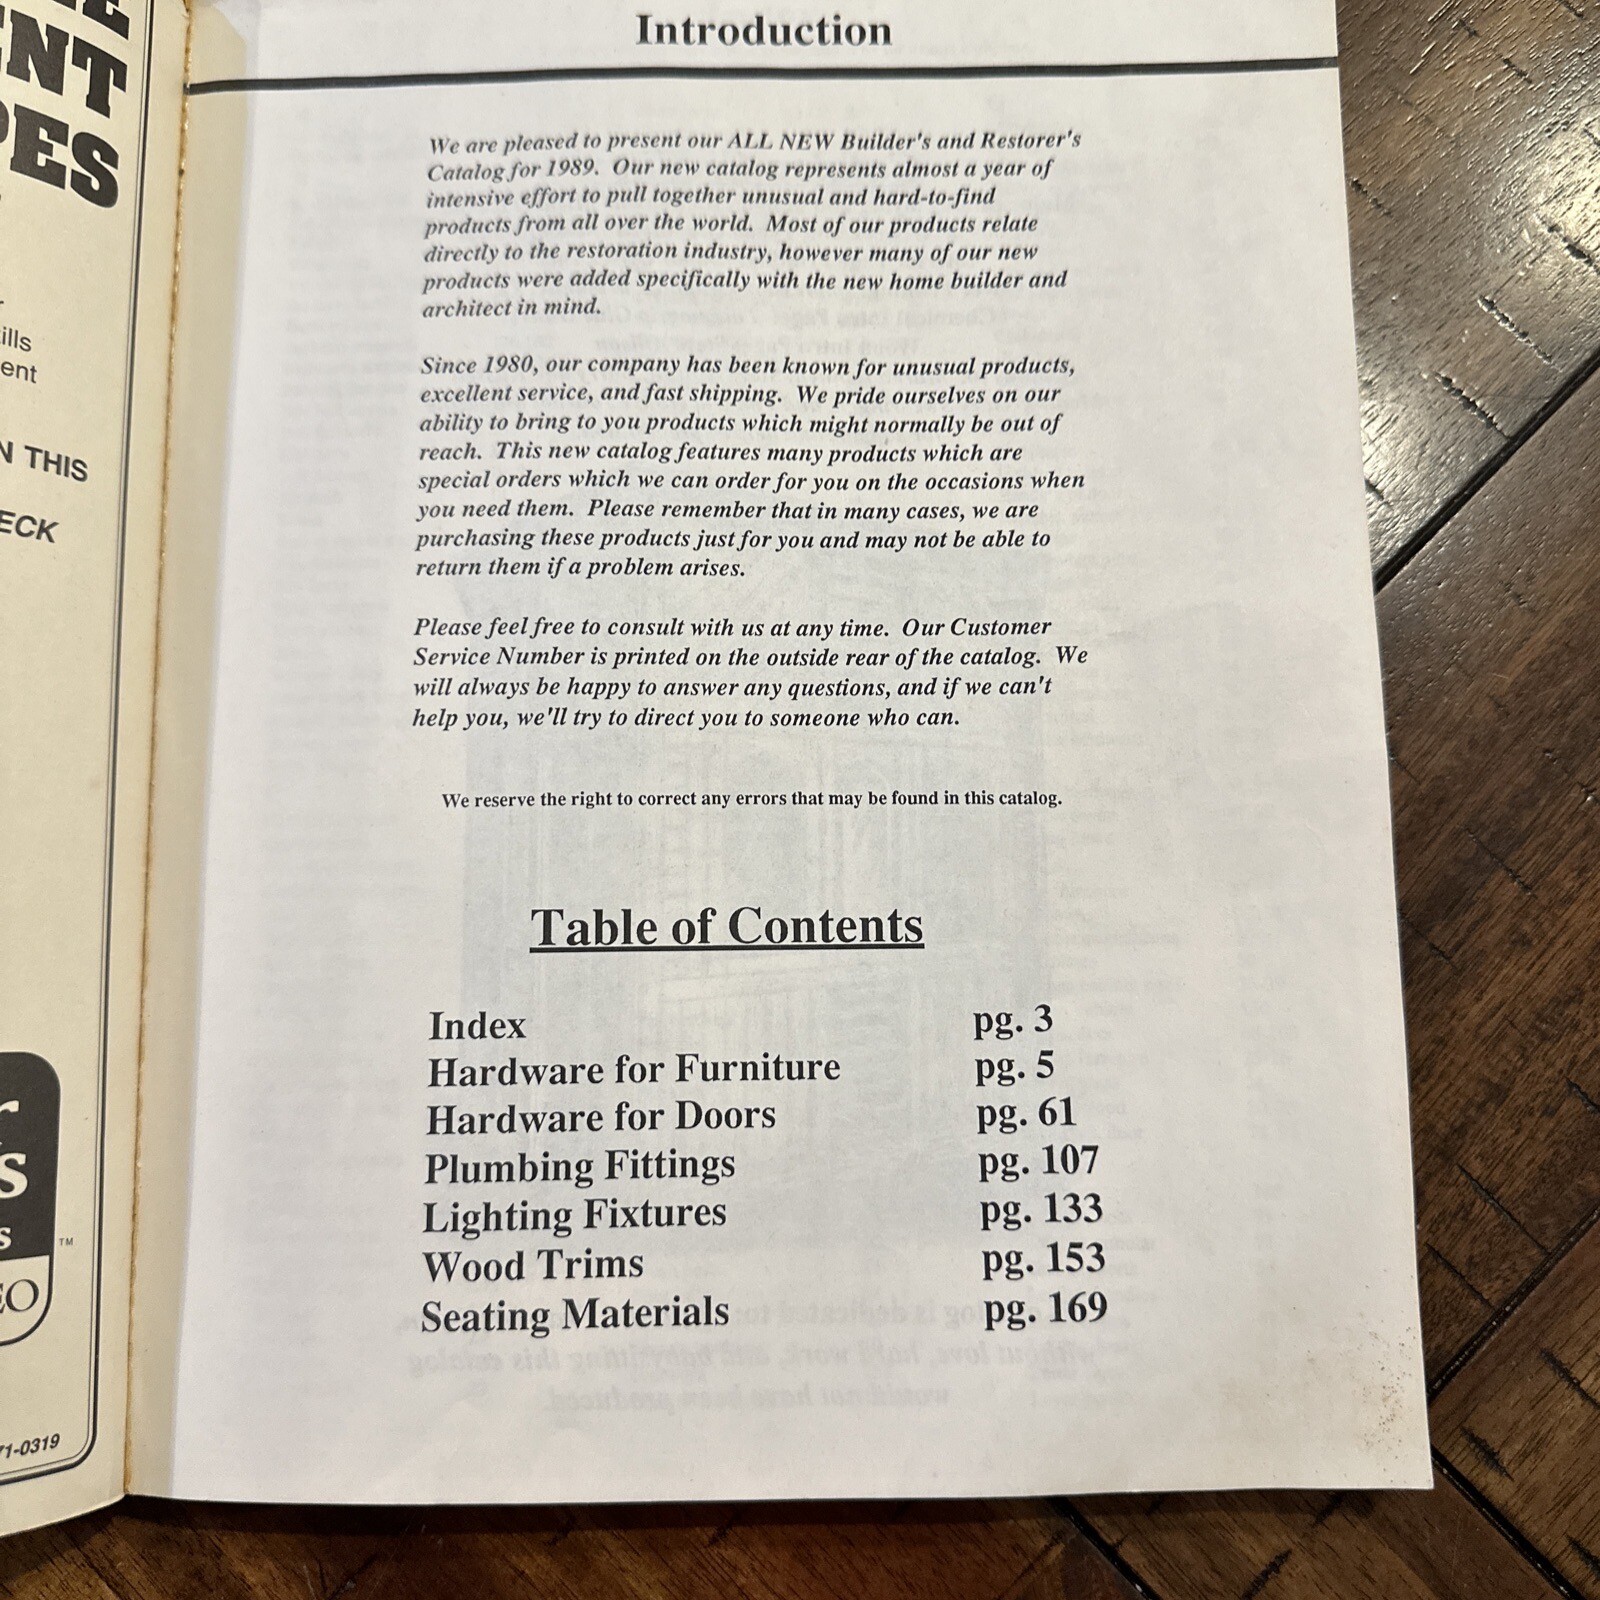 ENT
PES
ills
ent
N THIS
ECK
s
TM
EO
71-0319
Introduction
We are pleased to present our ALL NEW Builder's and Restorer's
Catalog for 1989. Our new catalog represents almost a year of
intensive effort to pull together unusual and hard-to-find
products from all over the world. Most of our products relate
directly to the restoration industry, however many of our new
products were added specifically with the new home builder and
architect in mind.
Since 1980, our company has been known for unusual products,
excellent service, and fast shipping. We pride ourselves on our
ability to bring to you products which might normally be out of
reach. This new catalog features many products which are
special orders which we can order for you on the occasions when
you need them. Please remember that in many cases, we are
purchasing these products just for you and may not be able to
return them if a problem arises.
Please feel free to consult with us at any time. Our Customer
Service Number is printed on the outside rear of the catalog. We
will always be happy to answer any questions, and if we can't
help you, we'll try to direct you to someone who can.
We reserve the right to correct any errors that may be found in this catalog.
Table of Contents
Index pg. 3
Hardware for Furniture pg. 5
Hardware for Doors pg. 61
Plumbing Fittings pg. 107
Lighting Fixtures pg. 133
Wood Trims pg. 153
Seating Materials pg. 169